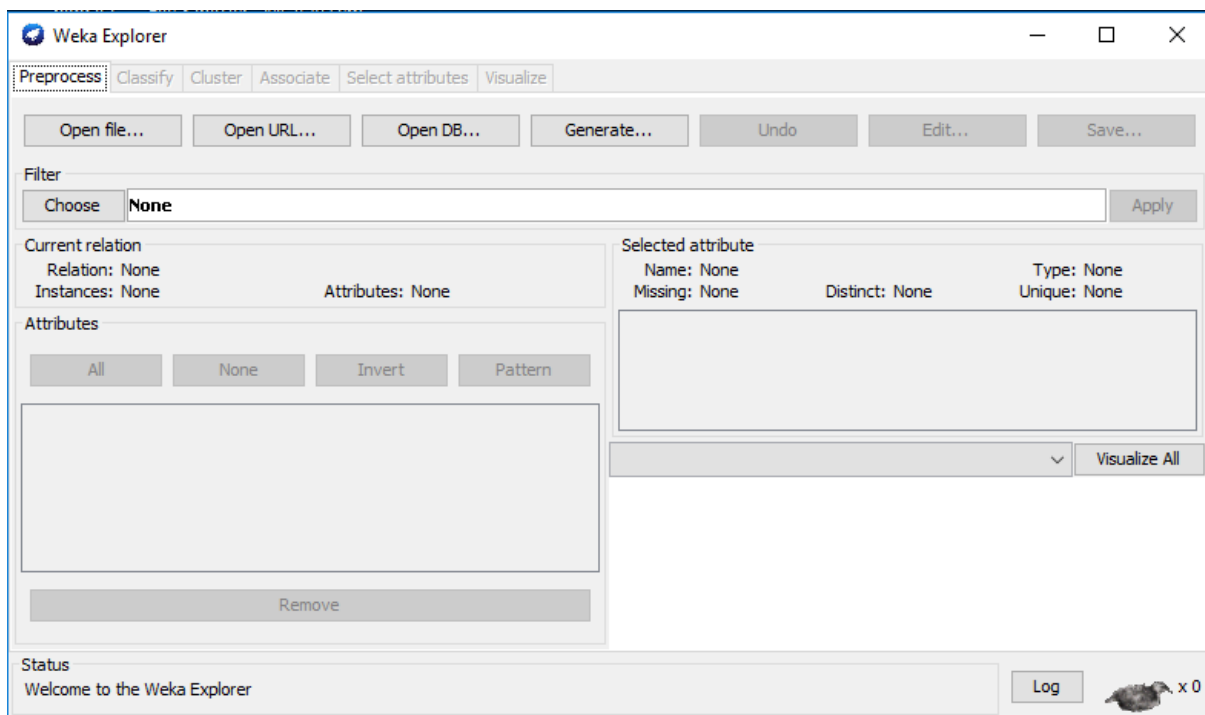 Weka Explorer
Preprocess Classify Cluster Associate Select attributes Visualize
Open file... Open URL... Open DB... Generate... Undo Edit... Save...
Filter
Choose None Apply
Current relation
Relation: None
Instances: None Attributes: None
Selected attribute
Name: None Type: None
Missing: None Distinct: None Unique: None
Attributes
All None Invert Pattern
Visualize All
Remove
Status
Welcome to the Weka Explorer
Log x 0